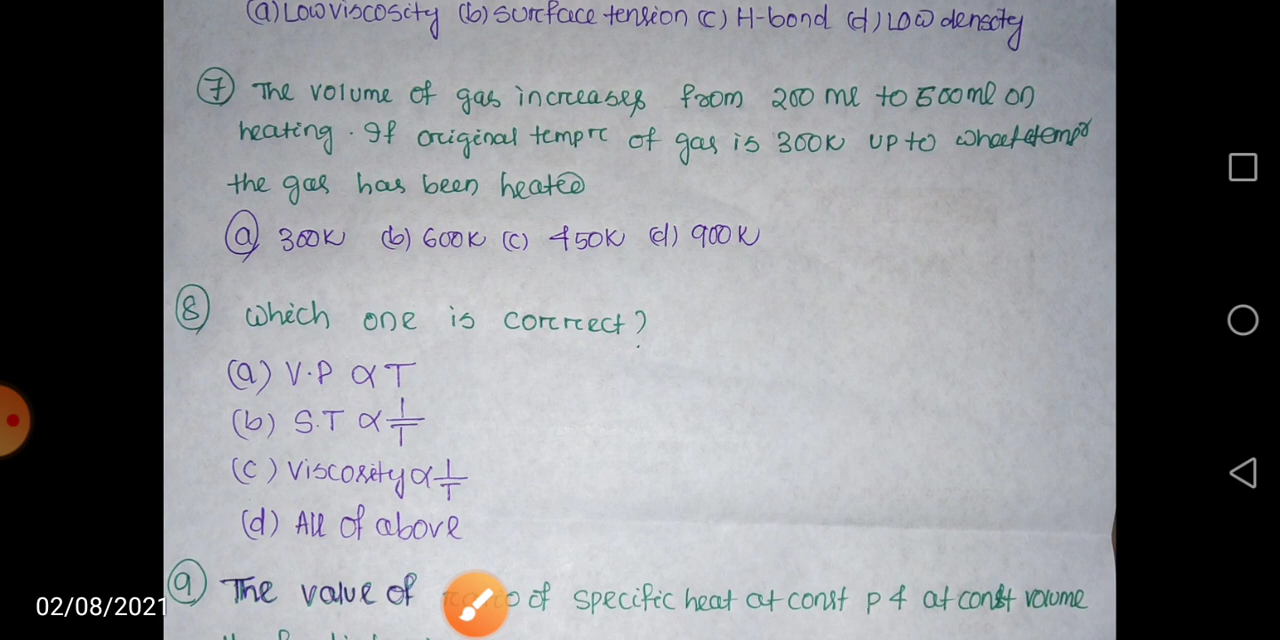 (a) Low viscosity (b) surface tension (c) H-bond (d) LOW density
(7) The volume of gas increases from 200 ml to 500ml on
heating. If original tempr of gas is 300K up to what tempr
the gas has been heated
(a) 300K (b) 600K (c) 450K (d) 900K
(8) Which one is correct?
(a) V.P ∝ T
(b) S.T ∝ 1/T
(c) Viscosity ∝ 1/T
(d) All of above
(9) The value of of specific heat at const P & at const volume
02/08/2021